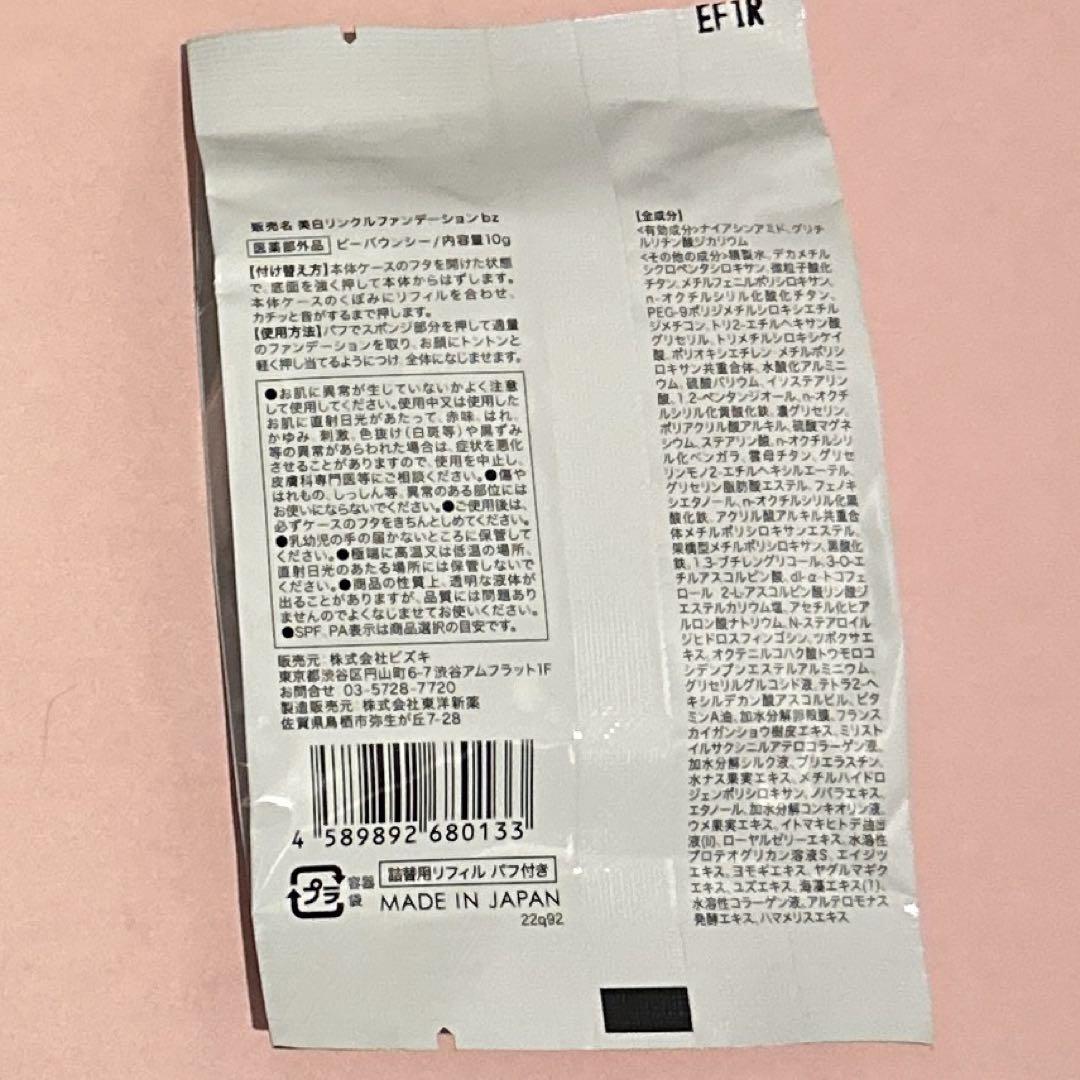 EF1R
販売名 美白リンクルファンデーションbz
医薬部外品 ビーバウンシー/内容量10g
【付け替え方】本体ケースのフタを開けた状態
で、底面を強く押して本体からはずします。
本体ケースのくぼみにリフィルを合わせ、
カチッと音がするまで押します。
【使用方法】パフでスポンジ部分を押して適量
のファンデーションを取り、お顔にトントンと
軽く押し当てるようにつけ、全体になじませます。
●お肌に異常が生じていないかよく注意
して使用してください。使用中又は使用した
お肌に直射日光があたって、赤味、はれ、
かゆみ、刺激、色抜け(白斑等)や黒ずみ
等の異常があらわれた場合は、症状を悪化
させることがありますので、使用を中止し、
皮膚科専門医等にご相談ください。●傷や
はれもの、しっしん等、異常のある部位には
お使いにならないでください。●ご使用後は、
必ずケースのフタをきちんとしめてください。
●乳幼児の手の届かないところに保管して
ください。●極端に高温又は低温の場所、
直射日光のあたる場所には保管しないで
ください。●商品の性質上、透明な液体が
出ることがありますが、品質には問題あり
ませんのでよくなじませてお使いください。
●SPF、PA表示は商品選択の目安です。
販売元:株式会社ビズキ
東京都渋谷区円山町6-7渋谷アムフラット1F
お問合せ 03-5728-7720
製造販売元:株式会社東洋新薬
佐賀県鳥栖市弥生が丘7-28
4 589892 680133
プラ 容器 袋
詰替用リフィル パフ付き
MADE IN JAPAN
22q92
【全成分】
<有効成分>ナイアシンアミド、グリチ
ルリチン酸ジカリウム
<その他の成分>精製水、デカメチル
シクロペンタシロキサン、微粒子酸化
チタン、メチルフェニルポリシロキサン、
n-オクチルシリル化酸化チタン、
PEG-9ポリジメチルシロキシエチル
ジメチコン、トリ2-エチルヘキサン酸
グリセリル、トリメチルシロキシケイ
酸、ポリオキシエチレン・メチルポリシ
ロキサン共重合体、水酸化アルミニ
ウム、硫酸バリウム、イソステアリン
酸、1,2-ペンタンジオール、n-オクチ
ルシリル化黄酸化鉄、濃グリセリン、
ポリアクリル酸アルキル、硫酸マグネ
シウム、ステアリン酸、n-オクチルシリ
ル化ベンガラ、雲母チタン、グリセ
リンモノ2-エチルヘキシルエーテル、
グリセリン脂肪酸エステル、フェノキ
シエタノール、n-オクチルシリル化黒
酸化鉄、アクリル酸アルキル共重合
体メチルポリシロキサンエステル、
架橋型メチルポリシロキサン、黒酸化
鉄、1,3-ブチレングリコール、3-O-エ
チルアスコルビン酸、dl-α-トコフェ
ロール 2-L-アスコルビン酸リン酸ジ
エステルカリウム塩、アセチル化ヒア
ルロン酸ナトリウム、N-ステアロイル
ジヒドロスフィンゴシン、ツボクサエ
キス、オクテニルコハク酸トウモロコ
シデンプンエステルアルミニウム、
グリセリルグルコシド液、テトラ2-ヘ
キシルデカン酸アスコルビル、ビタ
ミンA油、加水分解卵殻膜、フランス
カイガンショウ樹皮エキス、ミリスト
イルサクシニルアテロコラーゲン液、
加水分解シルク液、プリエラスチン、
水ナス果実エキス、メチルハイドロ
ジェンポリシロキサン、ノバラエキス、
エタノール、加水分解コンキオリン液、
ウメ果実エキス、イトマキヒトデ抽出
液(II)、ローヤルゼリーエキス、水溶性
プロテオグリカン溶液S、エイジツ
エキス、ヨモギエキス、ヤグルマギク
エキス、ユズエキス、海藻エキス(1)、
水溶性コラーゲン液、アルテロモナス
発酵エキス、ハマメリスエキス